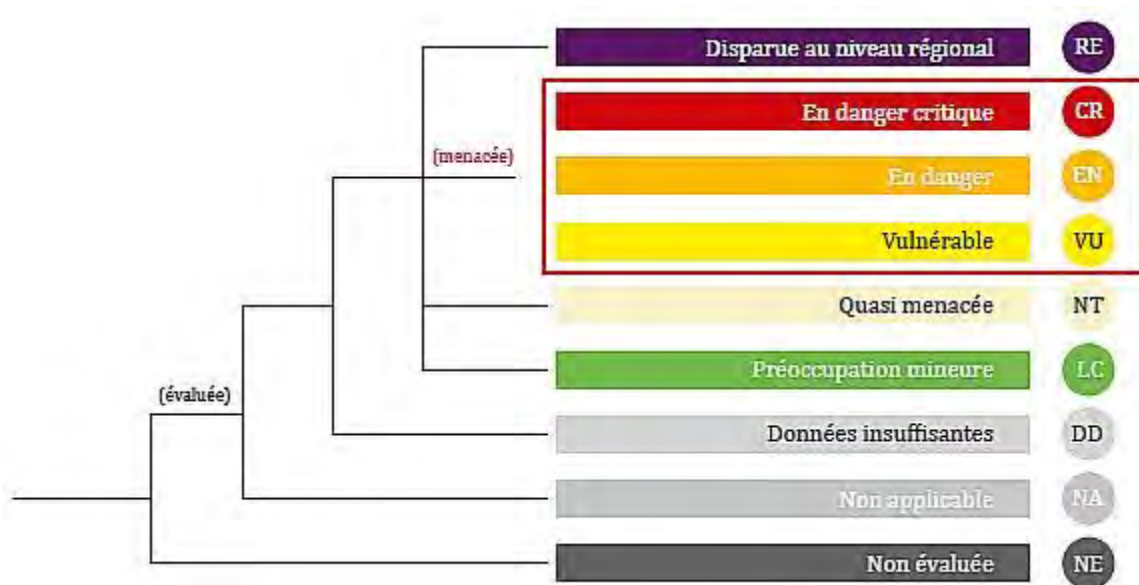 Disparue au niveau régional RE
En danger critique CR
(menacée)
En danger EN
Vulnérable VU
Quasi menacée NT
Préoccupation mineure LC
(évaluée)
Données insuffisantes DD
Non applicable NA
Non évaluée NE